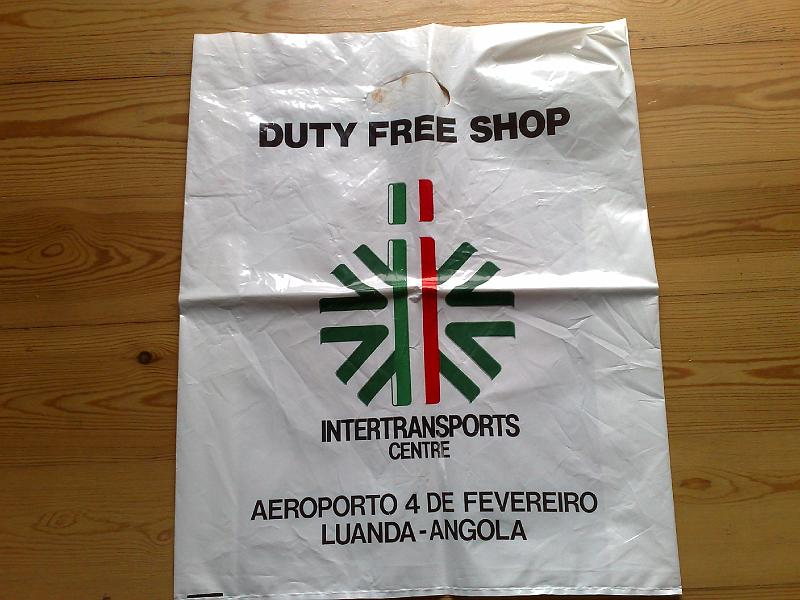 DUTY FREE SHOP
INTERTRANSPORTS
CENTRE
AEROPORTO 4 DE FEVEREIRO
LUANDA-ANGOLA